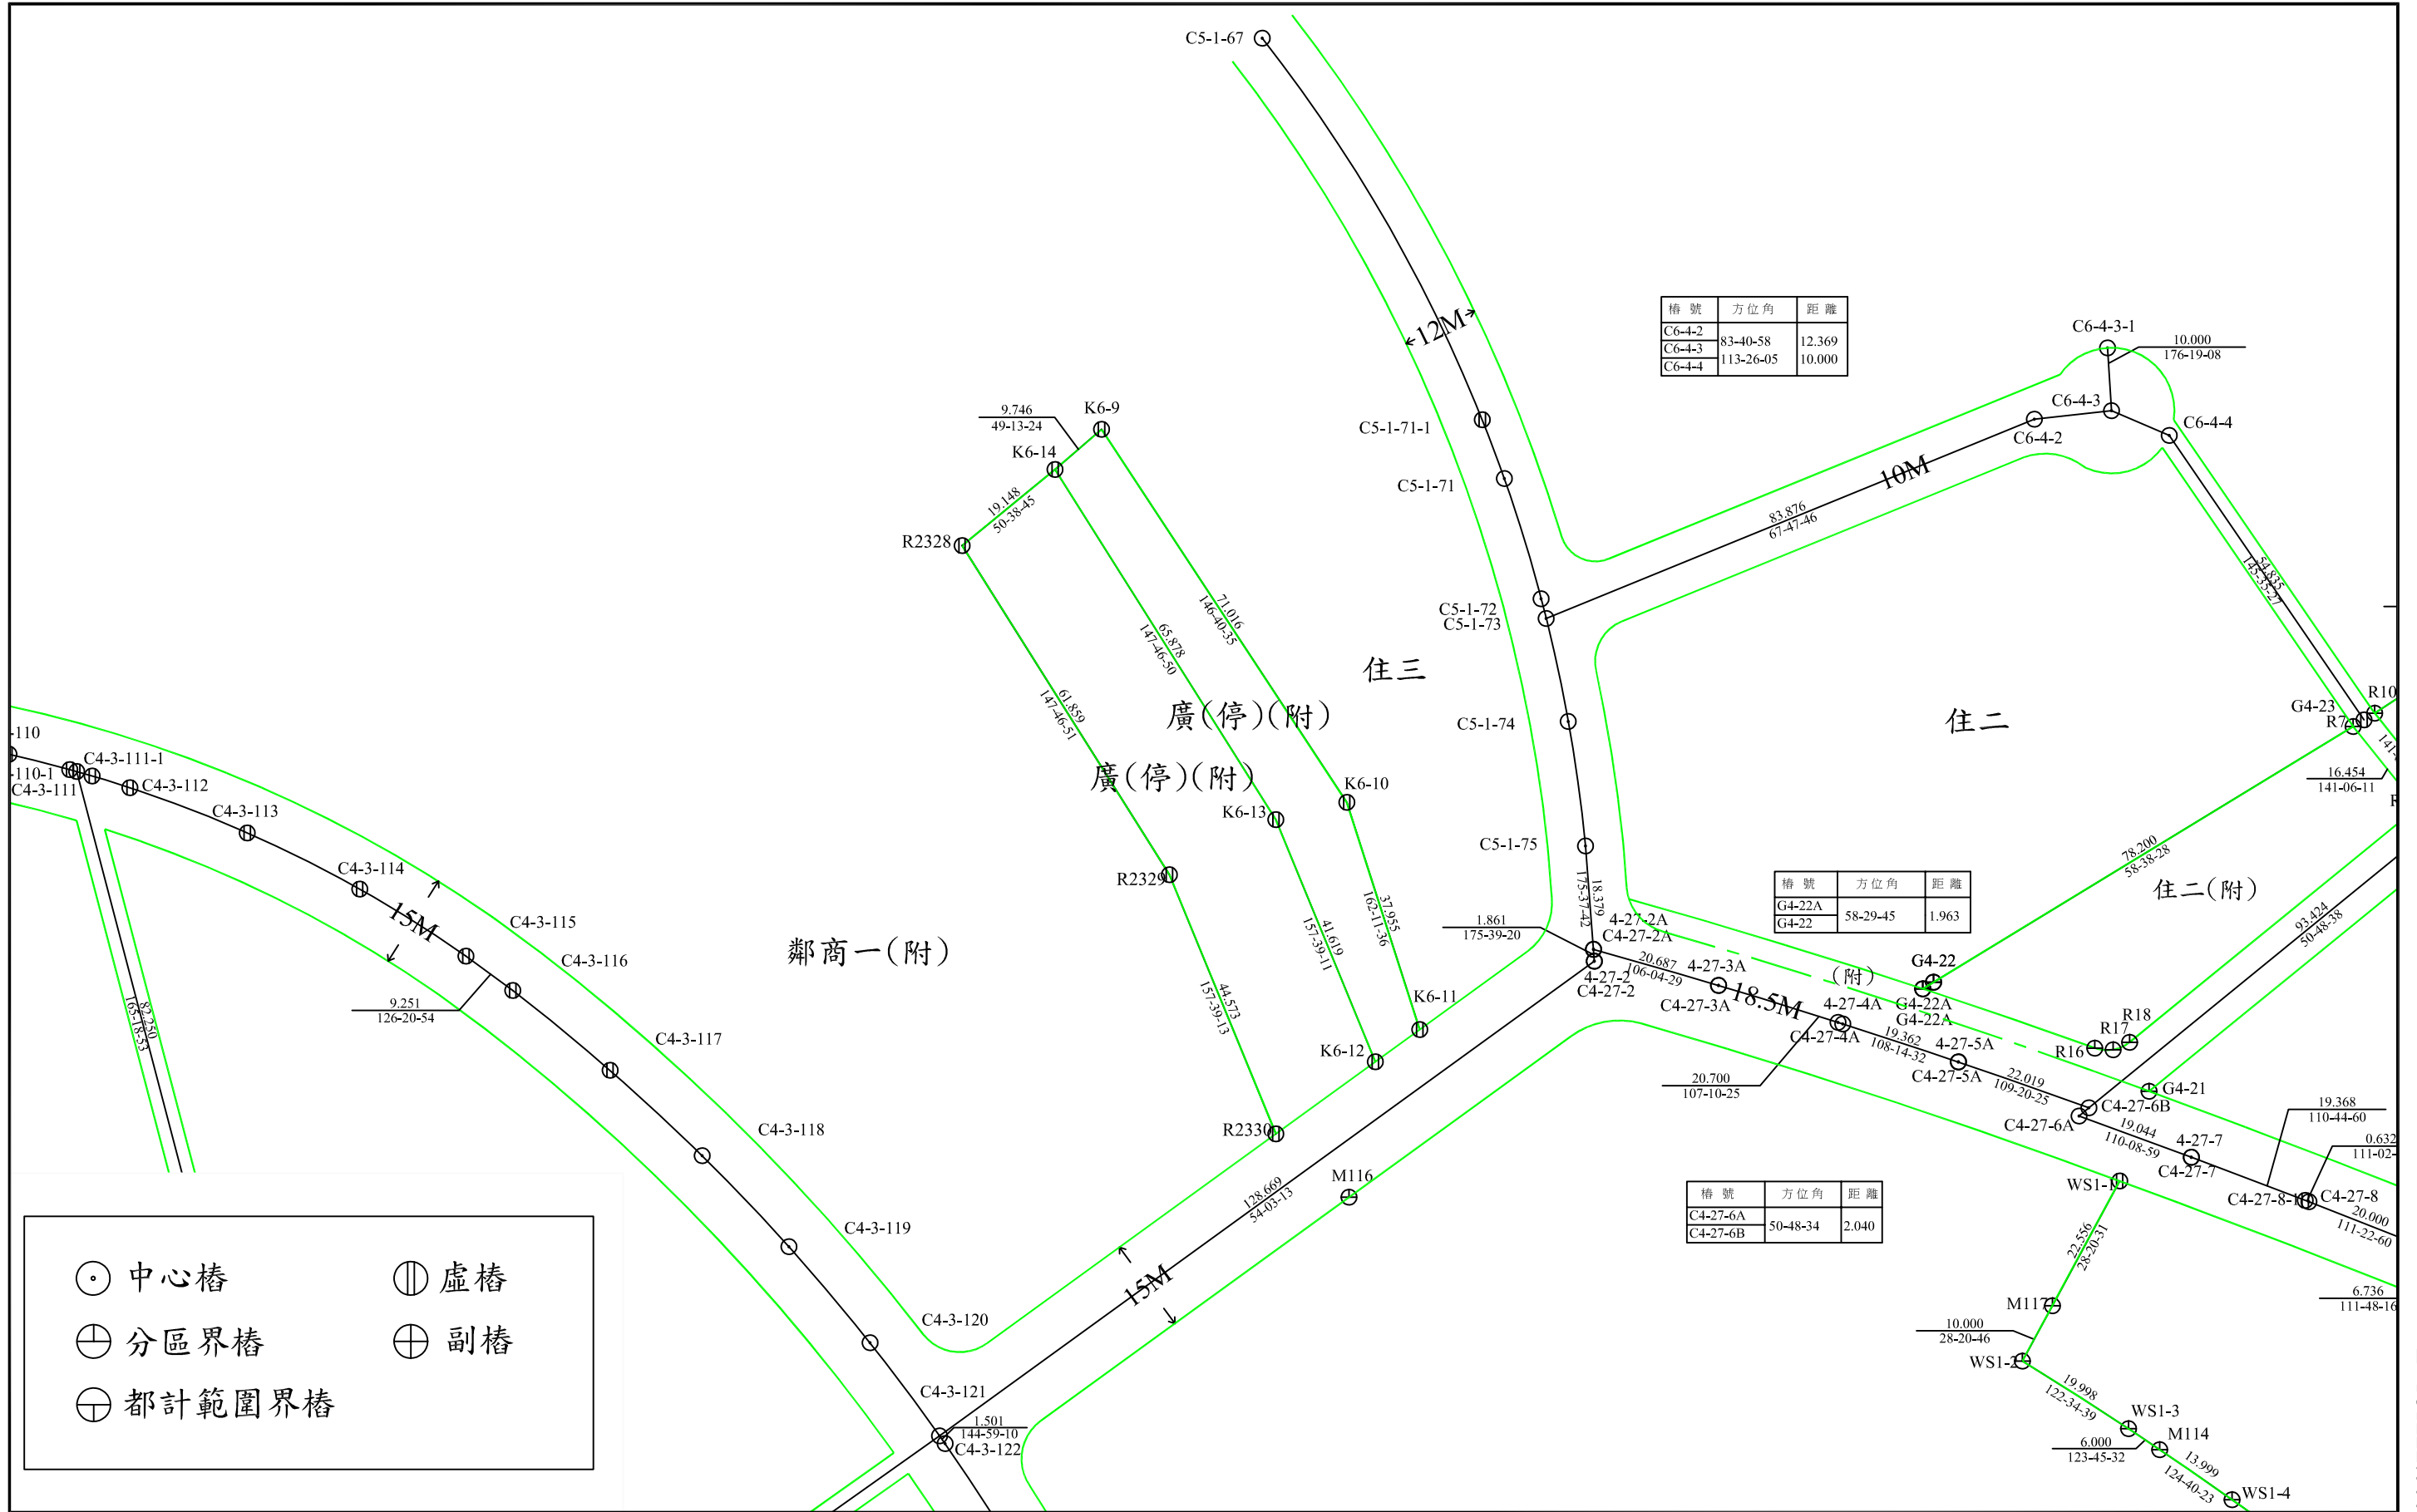 C5-1-67
12M
樁 號 方位角 距 離
C6-4-2
C6-4-3
C6-4-4
83-40-58 12.369
113-26-05 10.000
C6-4-3-1
10.000
176-19-08
C6-4-3
C6-4-4
C6-4-2
10M
83.876
67-47-46
54.835
145-35-27
9.746
49-13-24
K6-9
K6-14
19.148
50-38-45
R2328
C5-1-71-1
C5-1-71
C5-1-72
C5-1-73
71.016
146-40-35
65.878
147-46-50
61.859
147-46-51
住三
廣(停)(附)
廣(停)(附)
住二
C5-1-74
R10
G4-23
R7
16.454
141-06-11
-110
-110-1
C4-3-111-1
C4-3-111
C4-3-112
C4-3-113
C4-3-114
C4-3-115
C4-3-116
C4-3-117
C4-3-118
C4-3-119
C4-3-120
C4-3-121
C4-3-122
15M
9.251
126-20-54
82.250
165-18-53
鄰商一(附)
K6-10
K6-13
R2329
C5-1-75
18.379
175-37-42
37.955
162-11-36
41.619
157-39-11
44.573
157-39-13
K6-11
K6-12
R2330
M116
1.861
175-39-20
4-27-2A
C4-27-2A
4-27-2
C4-27-2
20.687
106-04-29
4-27-3A
C4-27-3A
18.5M
(附)
樁 號 方位角 距 離
G4-22A
G4-22
58-29-45 1.963
78.200
58-38-28
住二(附)
93.424
50-48-38
G4-22
G4-22A
G4-22A
4-27-4A
C4-27-4A
19.362
108-14-32
20.700
107-10-25
4-27-5A
C4-27-5A
22.019
109-20-25
R16
R17
R18
G4-21
C4-27-6B
C4-27-6A
19.044
110-08-59
4-27-7
C4-27-7
19.368
110-44-60
0.632
111-02-
C4-27-8-1
C4-27-8
20.000
111-22-60
6.736
111-48-16
樁 號 方位角 距 離
C4-27-6A
C4-27-6B
50-48-34 2.040
WS1-1
22.556
28-20-31
M117
10.000
28-20-46
WS1-2
19.998
122-34-39
WS1-3
M114
6.000
123-45-32
13.999
124-40-23
WS1-4
128.669
54-03-13
15M
1.501
144-59-10
中心樁
虛樁
分區界樁
副樁
都計範圍界樁